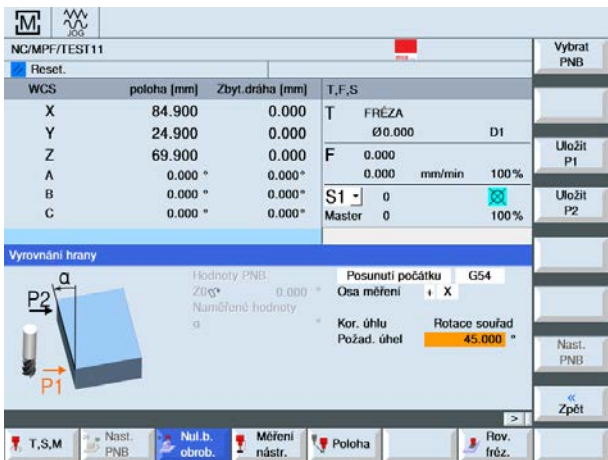 M
JOG
NC/MPF/TEST11
Reset.
WCS poloha [mm] Zbyt.dráha [mm] T,F,S
X 84.900 0.000 T FRÉZA
Y 24.900 0.000 Ø0.000 D1
Z 69.900 0.000 F 0.000
A 0.000 ° 0.000° 0.000 mm/min 100%
B 0.000 ° 0.000° S1 0
C 0.000 ° 0.000° Master 0 100%
Vyrovnání hrany
α
P2
P1
Hodnoty PNB
Z0 0.000 °
Naměřené hodnoty
α °
Posunutí počátku G54
Osa měření + X
Kor. úhlu Rotace souřad
Požad. úhel 45.000 °
>
Vybrat
PNB
Uložit
P1
Uložit
P2
Nast.
PNB
«
Zpět
T,S,M
Nast.
PNB
Nul.b.
obrob.
Měření
nástr.
Poloha
Rov.
fréz.